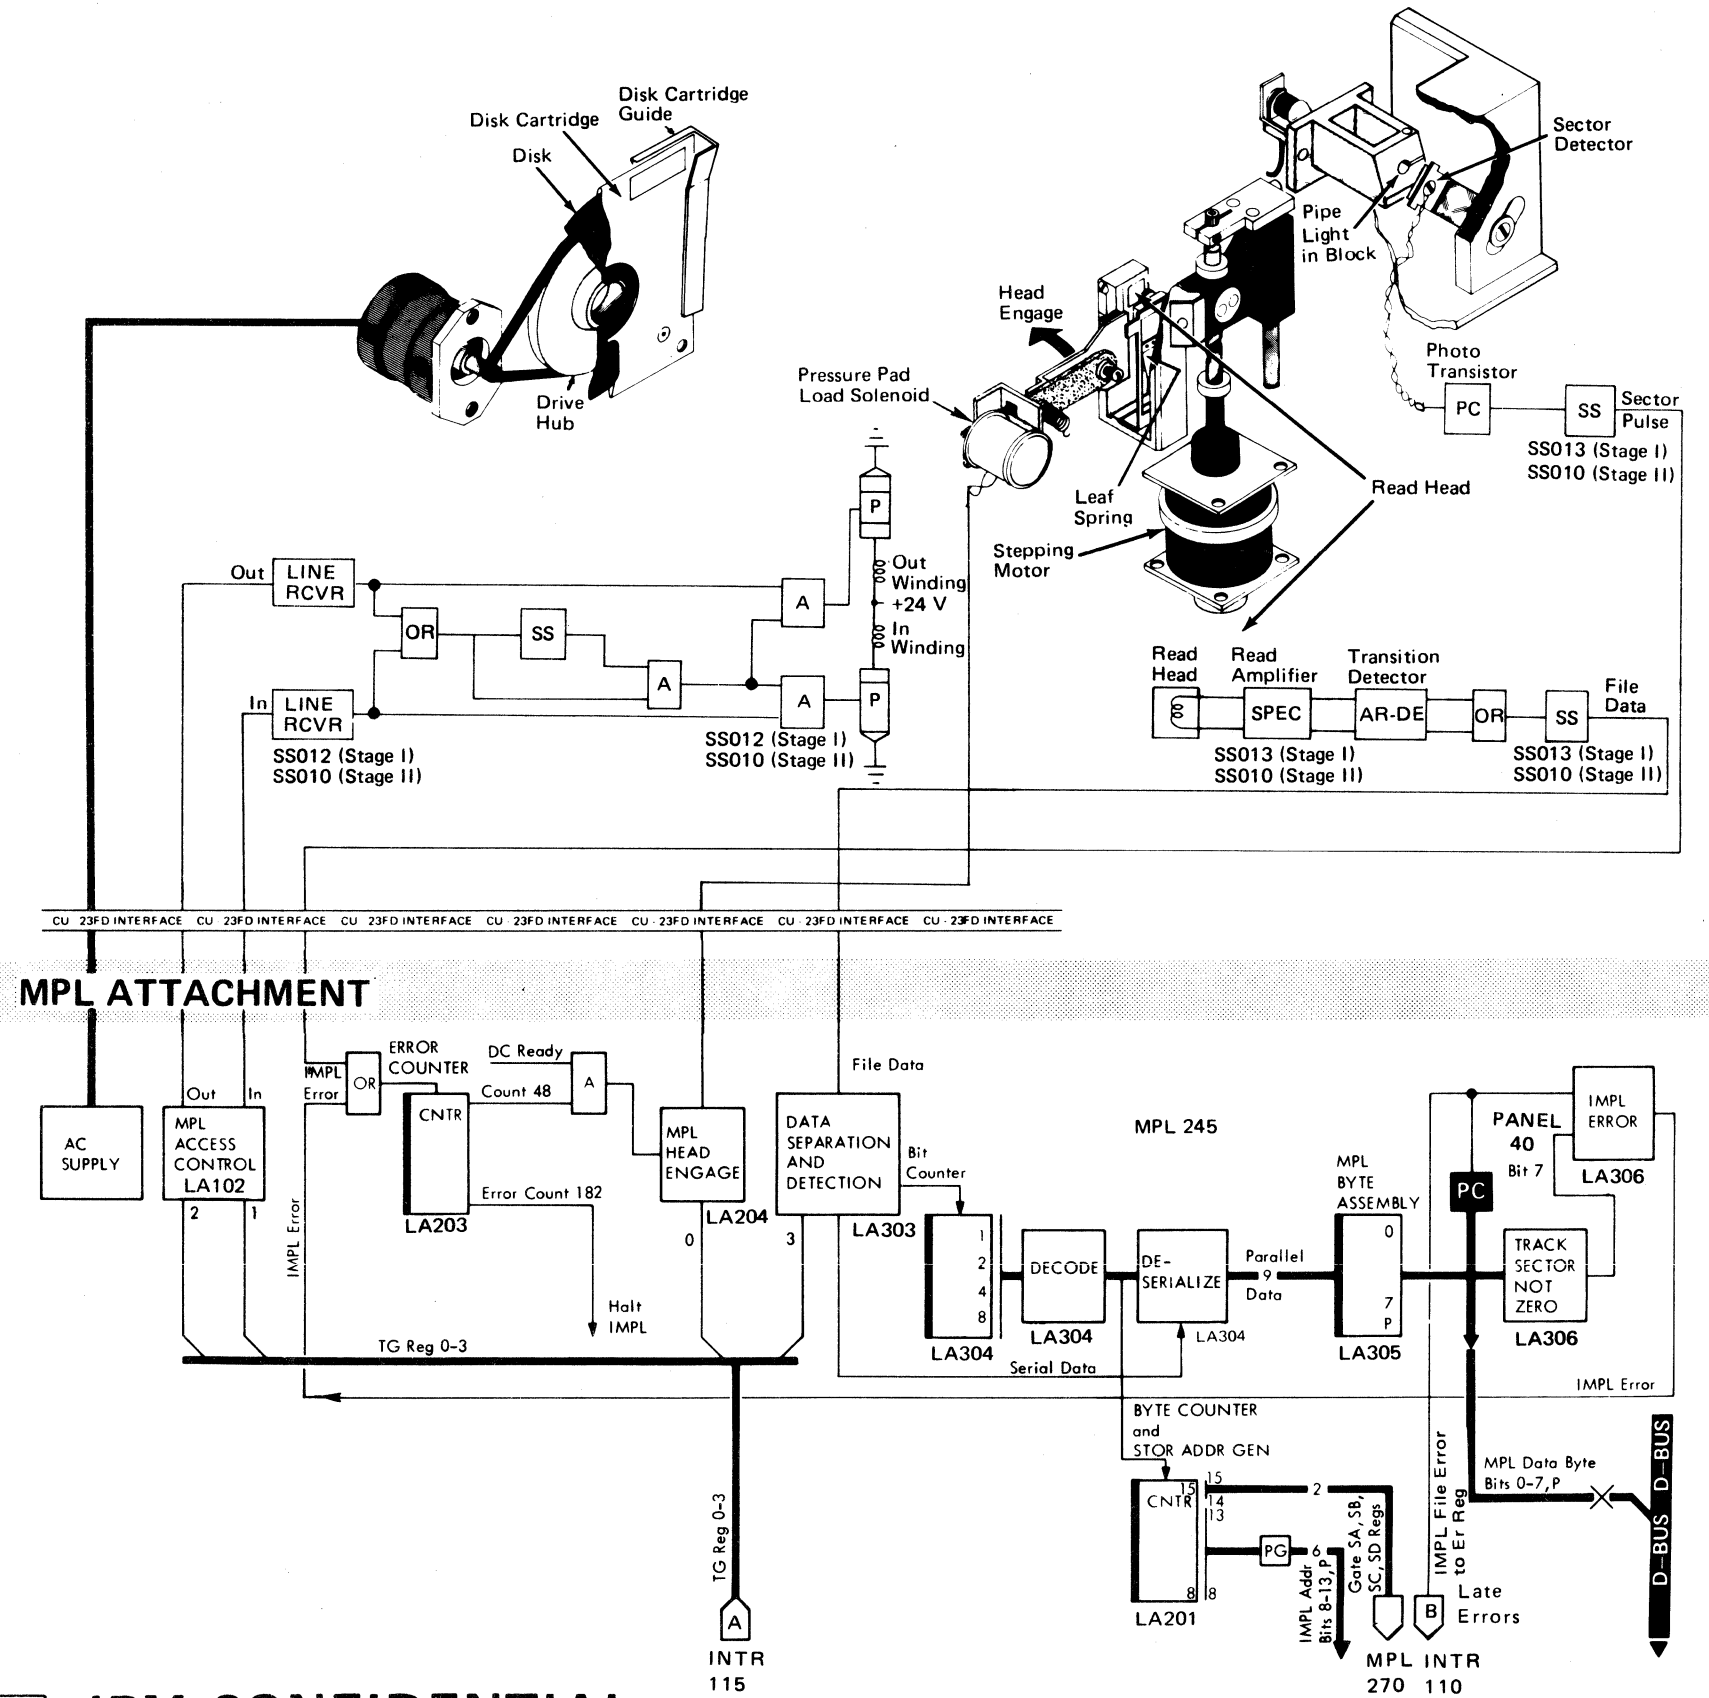 Disk Cartridge
Guide
Disk Cartridge
Disk
Drive
Hub
Sector
Detector
Pipe
Light
in Block
Head
Engage
Pressure Pad
Load Solenoid
Photo
Transistor
PC
SS
Sector
Pulse
SS013 (Stage I)
SS010 (Stage II)
Leaf
Spring
Read Head
Stepping
Motor
P
Out
Winding
+24 V
In
Winding
P
Out
LINE
RCVR
OR
SS
A
A
A
In
LINE
RCVR
SS012 (Stage I)
SS010 (Stage II)
SS012 (Stage I)
SS010 (Stage II)
Read
Head
Read
Amplifier
Transition
Detector
SPEC
AR-DE
OR
SS
File
Data
SS013 (Stage I)
SS010 (Stage II)
SS013 (Stage I)
SS010 (Stage II)
CU - 23FD INTERFACE CU - 23FD INTERFACE CU - 23FD INTERFACE CU - 23FD INTERFACE CU - 23FD INTERFACE CU - 23FD INTERFACE CU - 23FD INTERFACE
MPL ATTACHMENT
AC
SUPPLY
Out
In
MPL
ACCESS
CONTROL
LA102
2
1
IMPL
Error
OR
ERROR
COUNTER
CNTR
LA203
DC Ready
Count 48
A
Error Count 182
Halt
IMPL
IMPL Error
MPL
HEAD
ENGAGE
LA204
0
File Data
DATA
SEPARATION
AND
DETECTION
LA303
3
Bit
Counter
1
2
4
8
LA304
DECODE
LA304
DE-
SERIALIZE
LA304
Serial Data
MPL 245
Parallel
9
Data
MPL
BYTE
ASSEMBLY
0
7
P
LA305
PC
PANEL
40
Bit 7
IMPL
ERROR
LA306
TRACK
SECTOR
NOT
ZERO
LA306
IMPL Error
TG Reg 0-3
TG Reg 0-3
A
INTR
115
BYTE COUNTER
and
STOR ADDR GEN
CNTR
15
8
15
14
13
8
LA201
2
PG
6
IMPL Addr
Bits 8-13,P
Gate SA, SB,
SC, SD Regs
IMPL File Error
to Er Reg
B
Late
Errors
MPL
270
INTR
110
MPL Data Byte
Bits 0-7,P
D-BUS
D-BUS
IBM CONFIDENTIAL